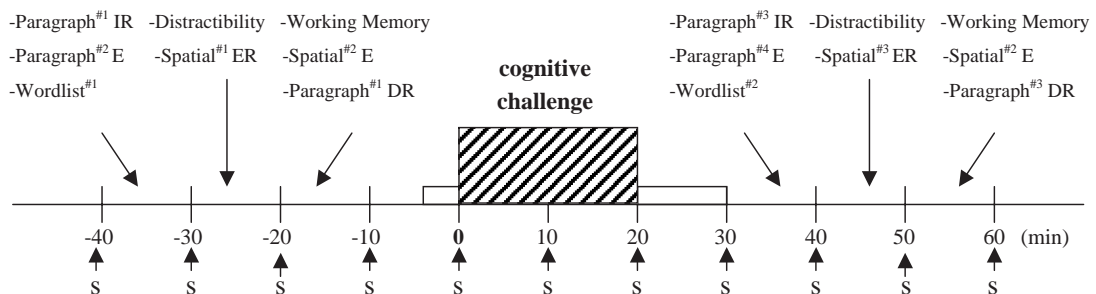 -Paragraph#1 IR
-Paragraph#2 E
-Wordlist#1
-Distractibility
-Spatial#1 ER
-Working Memory
-Spatial#2 E
-Paragraph#1 DR
cognitive
challenge
-Paragraph#3 IR
-Paragraph#4 E
-Wordlist#2
-Distractibility
-Spatial#3 ER
-Working Memory
-Spatial#2 E
-Paragraph#3 DR
-40 -30 -20 -10 0 10 20 30 40 50 60 (min)
S S S S S S S S S S S